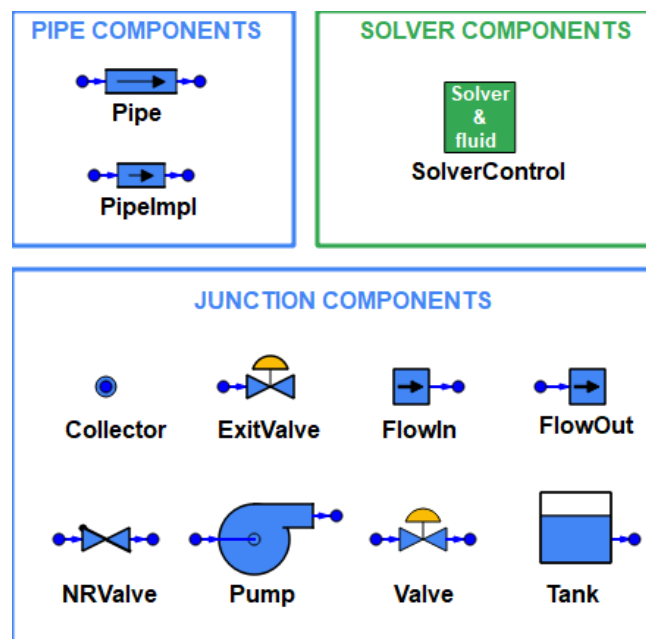 PIPE COMPONENTS
Pipe
PipeImpl
SOLVER COMPONENTS
Solver
&
fluid
SolverControl
JUNCTION COMPONENTS
Collector
ExitValve
FlowIn
FlowOut
NRValve
Pump
Valve
Tank